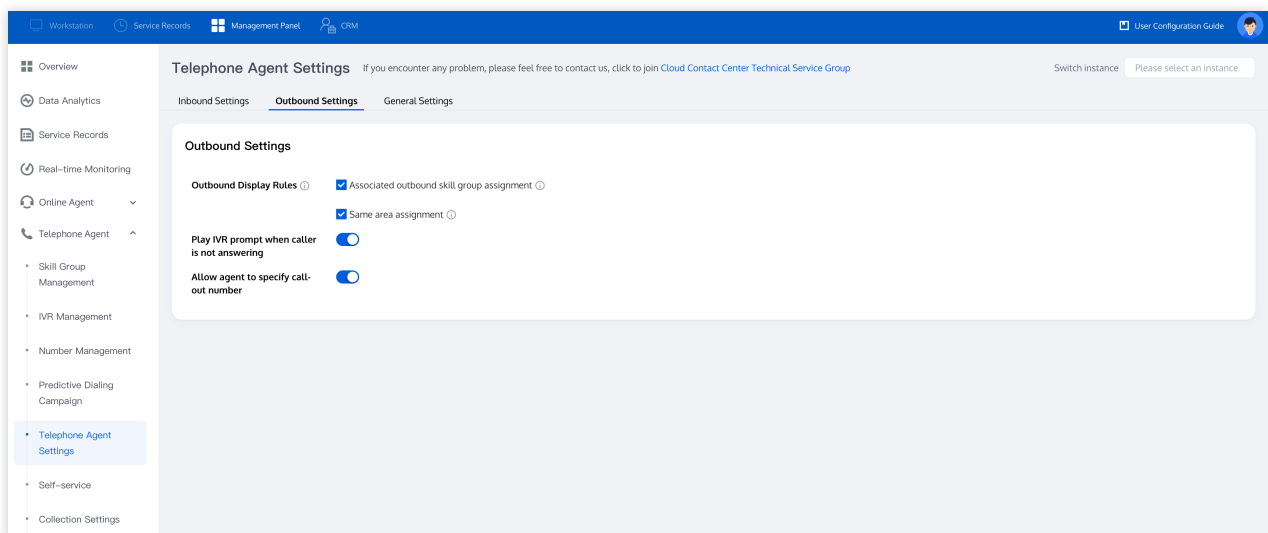 Workstation
Service Records
Management Panel
CRM
User Configuration Guide
Overview
Data Analytics
Service Records
Real-time Monitoring
Online Agent
Telephone Agent
Skill Group
Management
IVR Management
Number Management
Predictive Dialing
Campaign
Telephone Agent
Settings
Self-service
Collection Settings
Telephone Agent Settings
If you encounter any problem, please feel free to contact us, click to join Cloud Contact Center Technical Service Group
Switch instance
Please select an instance
Inbound Settings
Outbound Settings
General Settings
Outbound Settings
Outbound Display Rules
Associated outbound skill group assignment
Same area assignment
Play IVR prompt when caller
is not answering
Allow agent to specify call-
out number